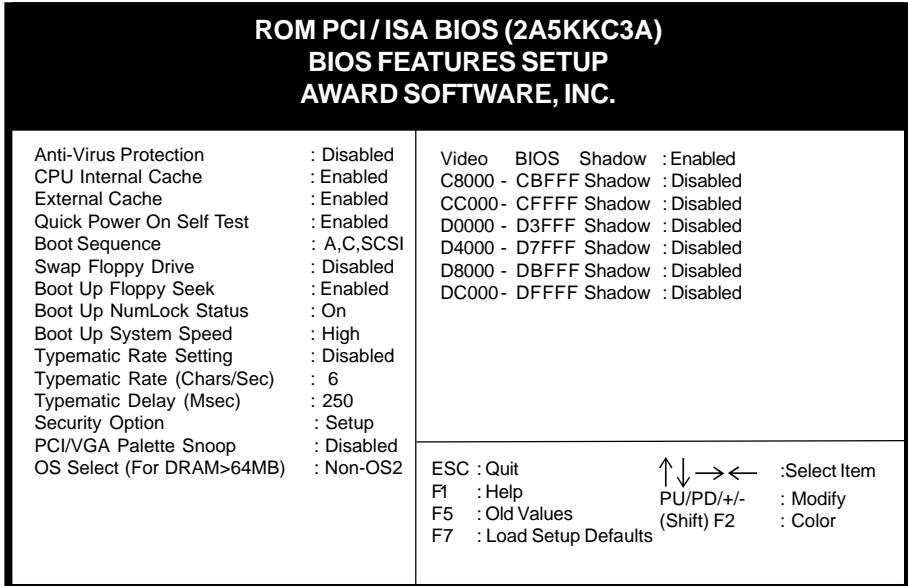 ROM PCI / ISA BIOS (2A5KKC3A)
BIOS FEATURES SETUP
AWARD SOFTWARE, INC.
Anti-Virus Protection : Disabled
CPU Internal Cache : Enabled
External Cache : Enabled
Quick Power On Self Test : Enabled
Boot Sequence : A,C,SCSI
Swap Floppy Drive : Disabled
Boot Up Floppy Seek : Enabled
Boot Up NumLock Status : On
Boot Up System Speed : High
Typematic Rate Setting : Disabled
Typematic Rate (Chars/Sec) : 6
Typematic Delay (Msec) : 250
Security Option : Setup
PCI/VGA Palette Snoop : Disabled
OS Select (For DRAM>64MB) : Non-OS2
Video BIOS Shadow : Enabled
C8000 - CBFFF Shadow : Disabled
CC000 - CFFFF Shadow : Disabled
D0000 - D3FFF Shadow : Disabled
D4000 - D7FFF Shadow : Disabled
D8000 - DBFFF Shadow : Disabled
DC000 - DFFFF Shadow : Disabled
ESC : Quit ↑↓→← :Select Item
F1 : Help PU/PD/+/- : Modify
F5 : Old Values (Shift) F2 : Color
F7 : Load Setup Defaults